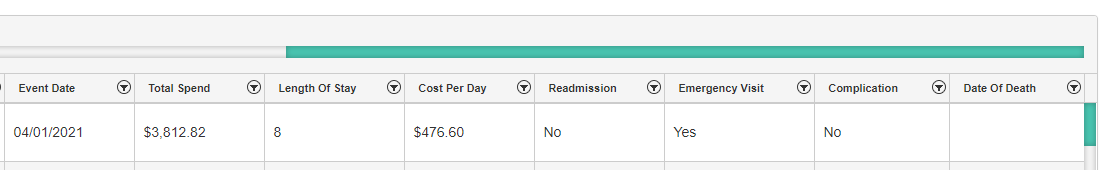 Event Date Total Spend Length Of Stay Cost Per Day Readmission Emergency Visit Complication Date Of Death
04/01/2021 $3,812.82 8 $476.60 No Yes No